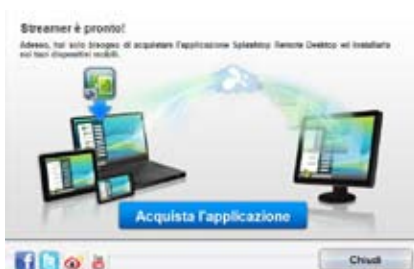 Streamer è pronto!
Adesso, hai solo bisogno di acquistare l'applicazione Splashtop Remote Desktop ed installarla
sui tuoi dispositivi mobili.
Acquista l'applicazione
Chiudi